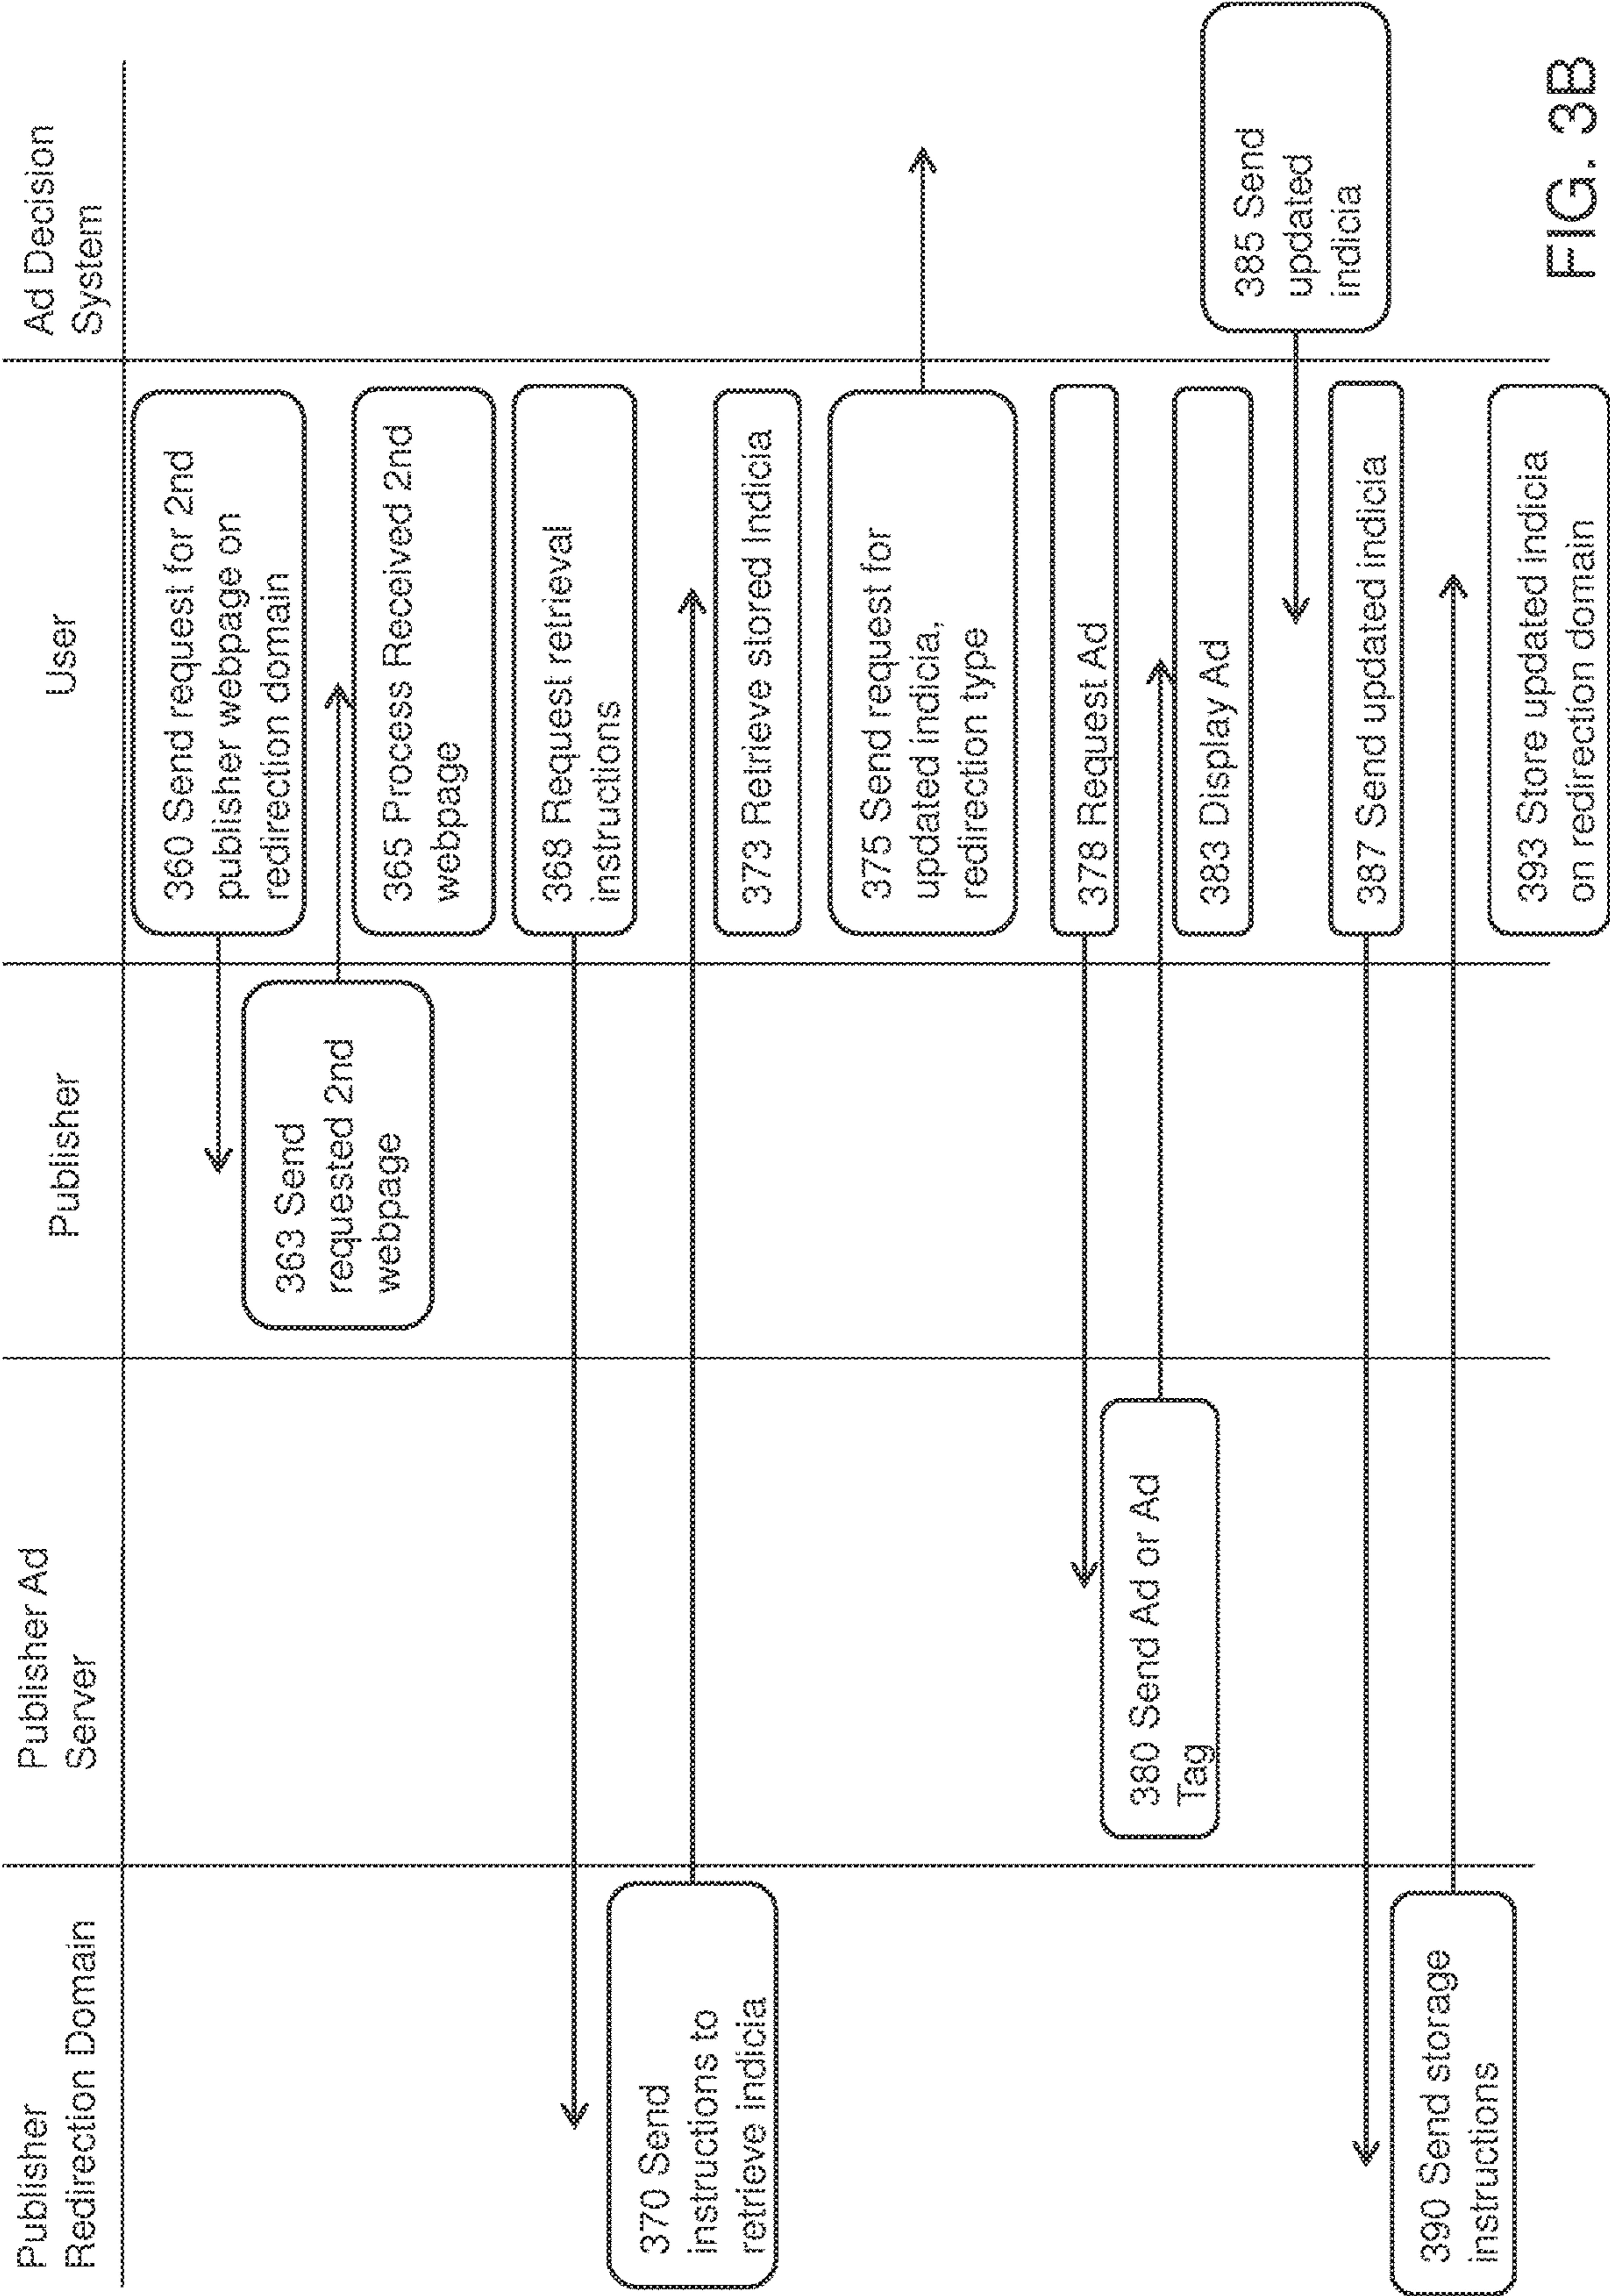 Publisher
Redirection Domain
Publisher Ad
Server
Publisher
User
Ad Decision
System
360 Send request for 2nd
publisher webpage on
redirection domain
363 Send
requested 2nd
webpage
365 Process Received 2nd
webpage
368 Request retrieval
instructions
370 Send
instructions to
retrieve indicia
373 Retrieve stored Indicia
375 Send request for
updated indicia,
redirection type
378 Request Ad
380 Send Ad or Ad
Tag
383 Display Ad
385 Send
updated
indicia
387 Send updated indicia
390 Send storage
instructions
393 Store updated indicia
on redirection domain
FIG. 3B